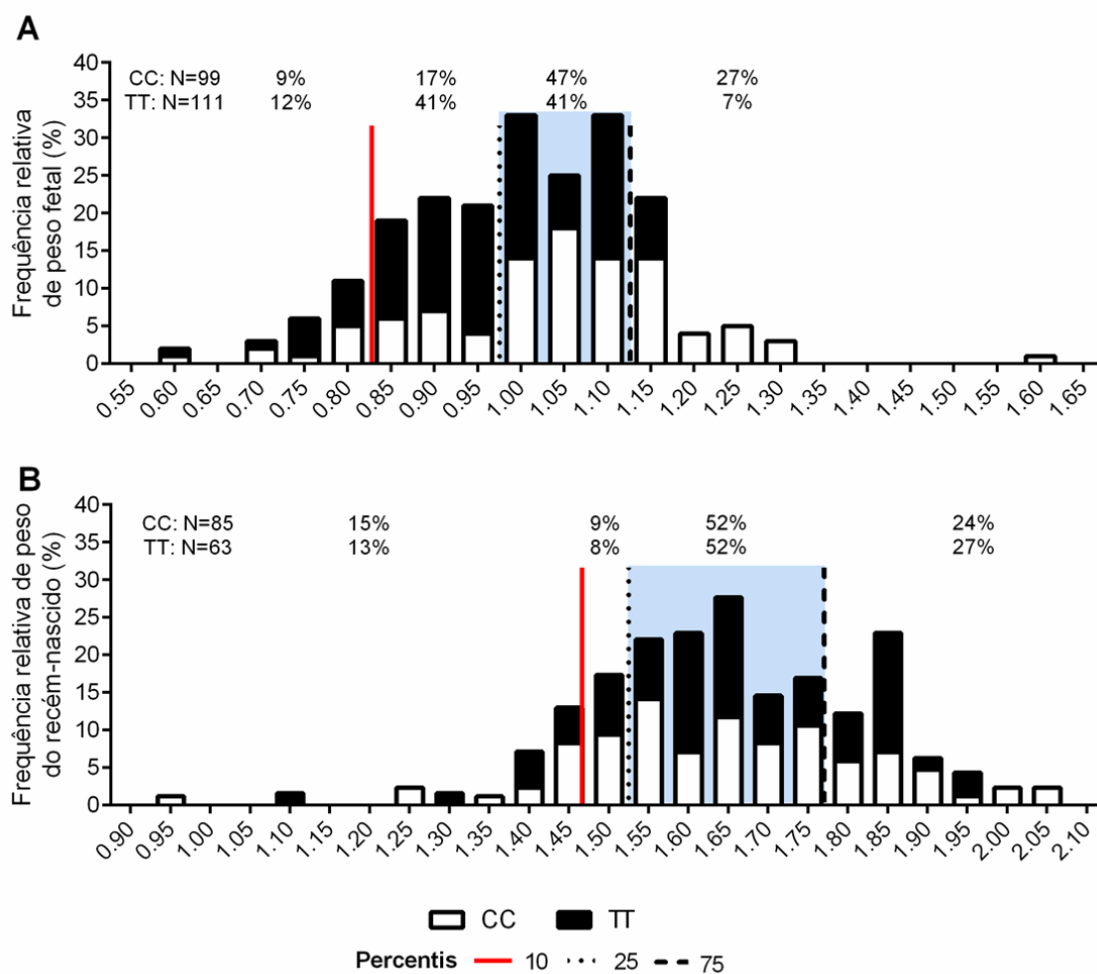 A
Frequência relativa
de peso fetal (%)
40
35
30
25
20
15
10
5
0
CC: N=99 9% 17% 47% 27%
TT: N=111 12% 41% 41% 7%
0.55 0.60 0.65 0.70 0.75 0.80 0.85 0.90 0.95 1.00 1.05 1.10 1.15 1.20 1.25 1.30 1.35 1.40 1.45 1.50 1.55 1.60 1.65
B
Frequência relativa de peso
do recém-nascido (%)
40
35
30
25
20
15
10
5
0
CC: N=85 15% 9% 52% 24%
TT: N=63 13% 8% 52% 27%
0.90 0.95 1.00 1.05 1.10 1.15 1.20 1.25 1.30 1.35 1.40 1.45 1.50 1.55 1.60 1.65 1.70 1.75 1.80 1.85 1.90 1.95 2.00 2.05 2.10
CC TT
Percentis 10 25 75